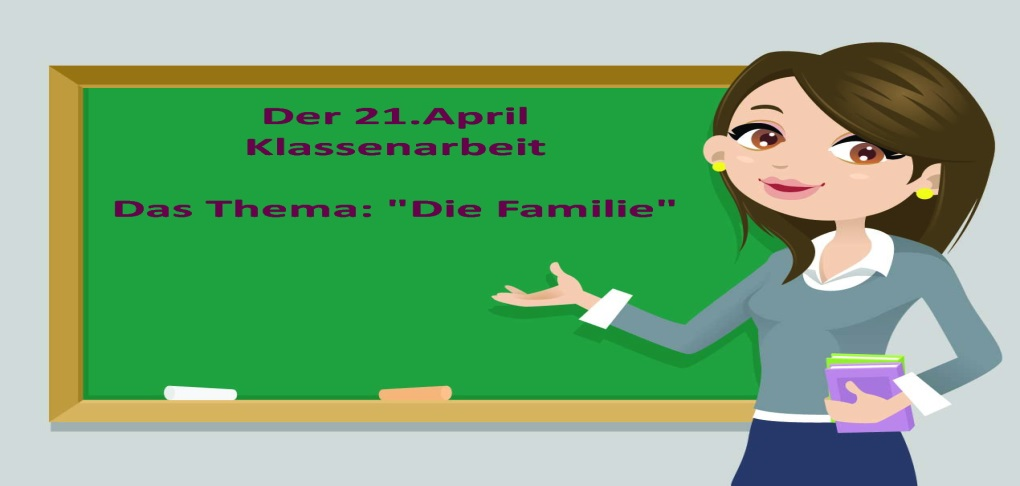 Der 21.April
Klassenarbeit
Das Thema: "Die Familie"